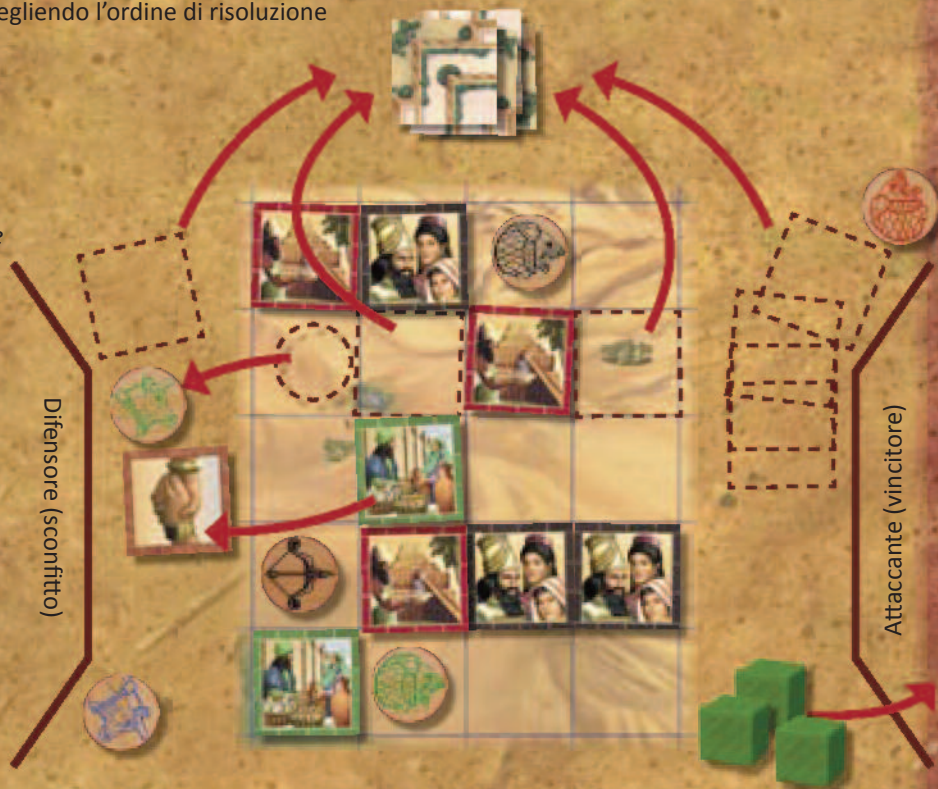 egliendo l'ordine di risoluzione
Difensore (sconfitto)
Attaccante (vincitore)